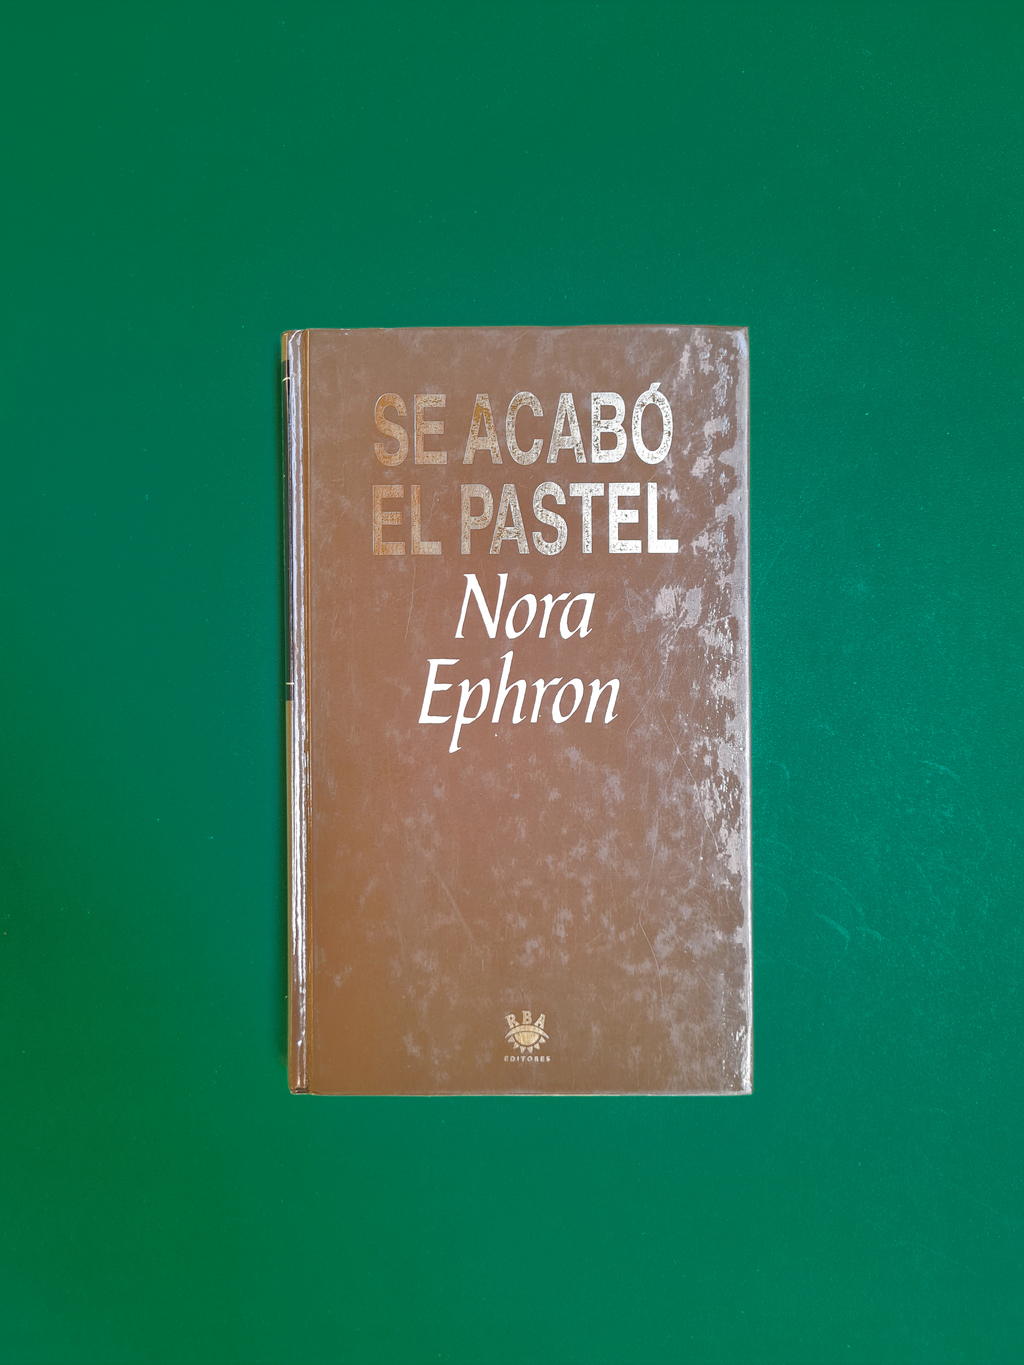 SE ACABÓ
EL PASTEL
Nora
Ephron
RBA
EDITORES